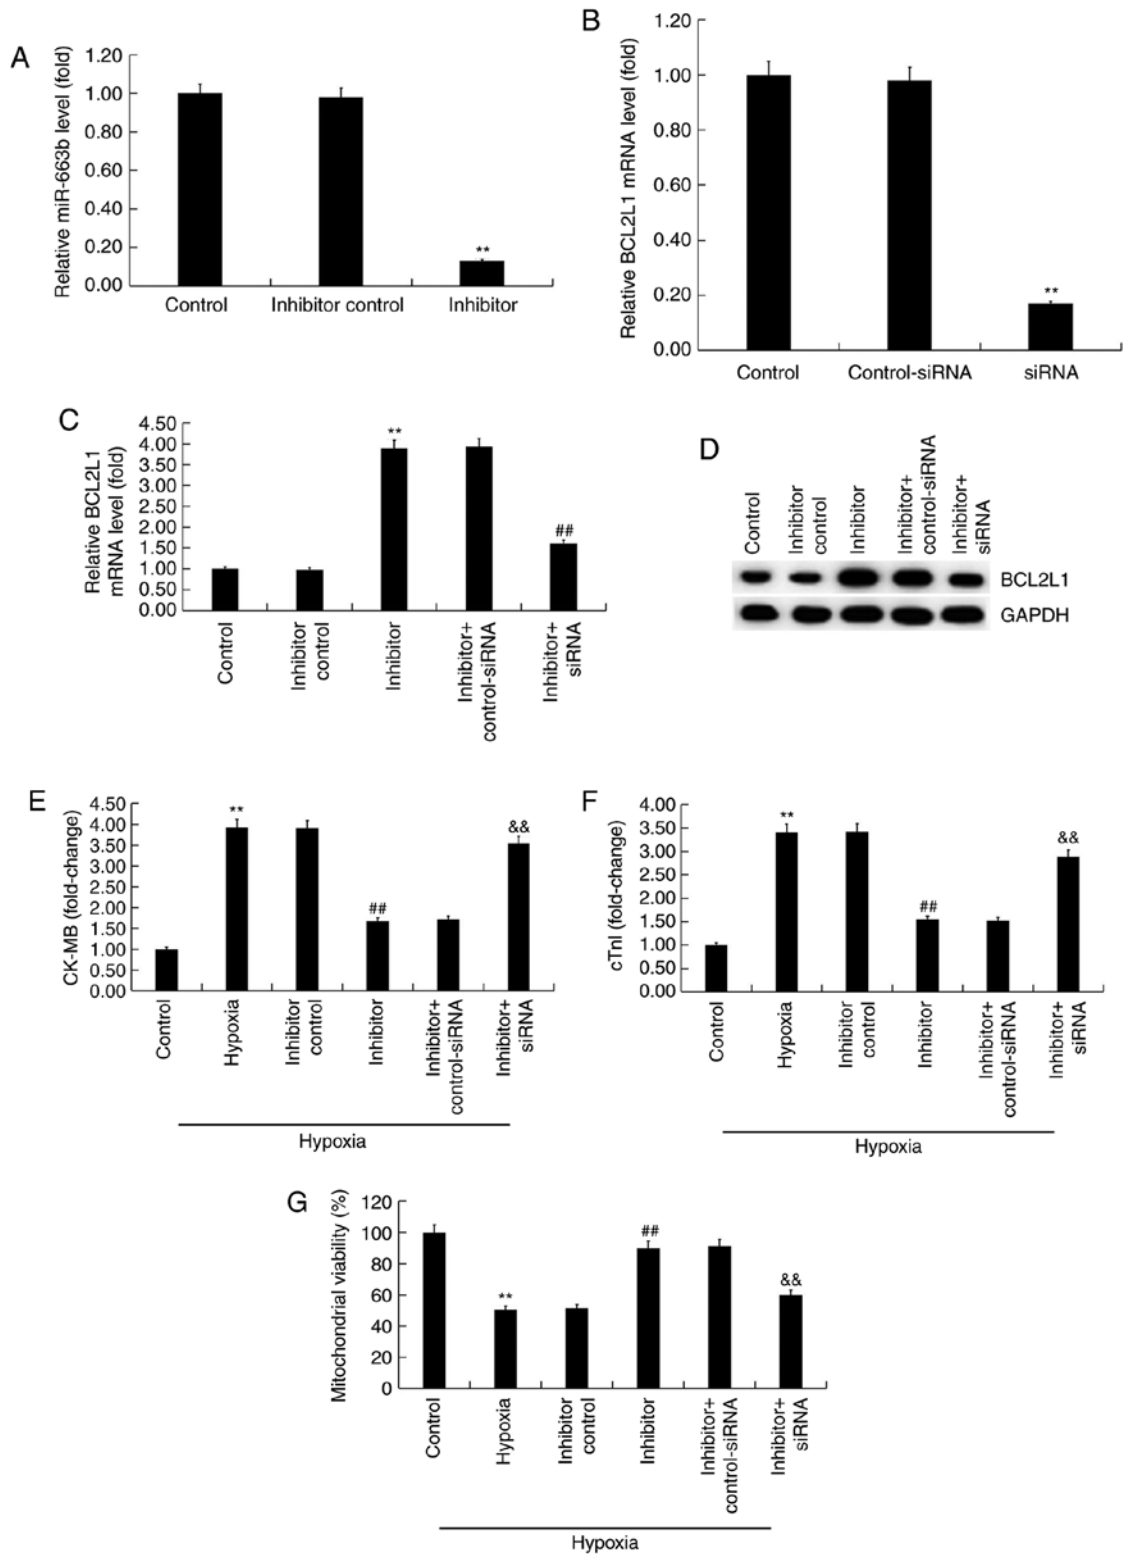 A
Relative miR-663b level (fold)
1.20
1.00
0.80
0.60
0.40
0.20
0.00
**
Control
Inhibitor control
Inhibitor
B
Relative BCL2L1 mRNA level (fold)
1.20
1.00
0.80
0.60
0.40
0.20
0.00
**
Control
Control-siRNA
siRNA
C
Relative BCL2L1
mRNA level (fold)
4.50
4.00
3.50
3.00
2.50
2.00
1.50
1.00
0.50
0.00
**
##
Control
Inhibitor
control
Inhibitor
Inhibitor+
control-siRNA
Inhibitor+
siRNA
D
Control
Inhibitor
control
Inhibitor
Inhibitor+
control-siRNA
Inhibitor+
siRNA
BCL2L1
GAPDH
E
CK-MB (fold-change)
4.50
4.00
3.50
3.00
2.50
2.00
1.50
1.00
0.50
0.00
**
##
&&
Control
Hypoxia
Inhibitor
control
Inhibitor
Inhibitor+
control-siRNA
Inhibitor+
siRNA
Hypoxia
F
cTnI (fold-change)
4.00
3.50
3.00
2.50
2.00
1.50
1.00
0.50
0.00
**
##
&&
Control
Hypoxia
Inhibitor
control
Inhibitor
Inhibitor+
control-siRNA
Inhibitor+
siRNA
Hypoxia
G
Mitochondrial viability (%)
120
100
80
60
40
20
0
**
##
&&
Control
Hypoxia
Inhibitor
control
Inhibitor
Inhibitor+
control-siRNA
Inhibitor+
siRNA
Hypoxia